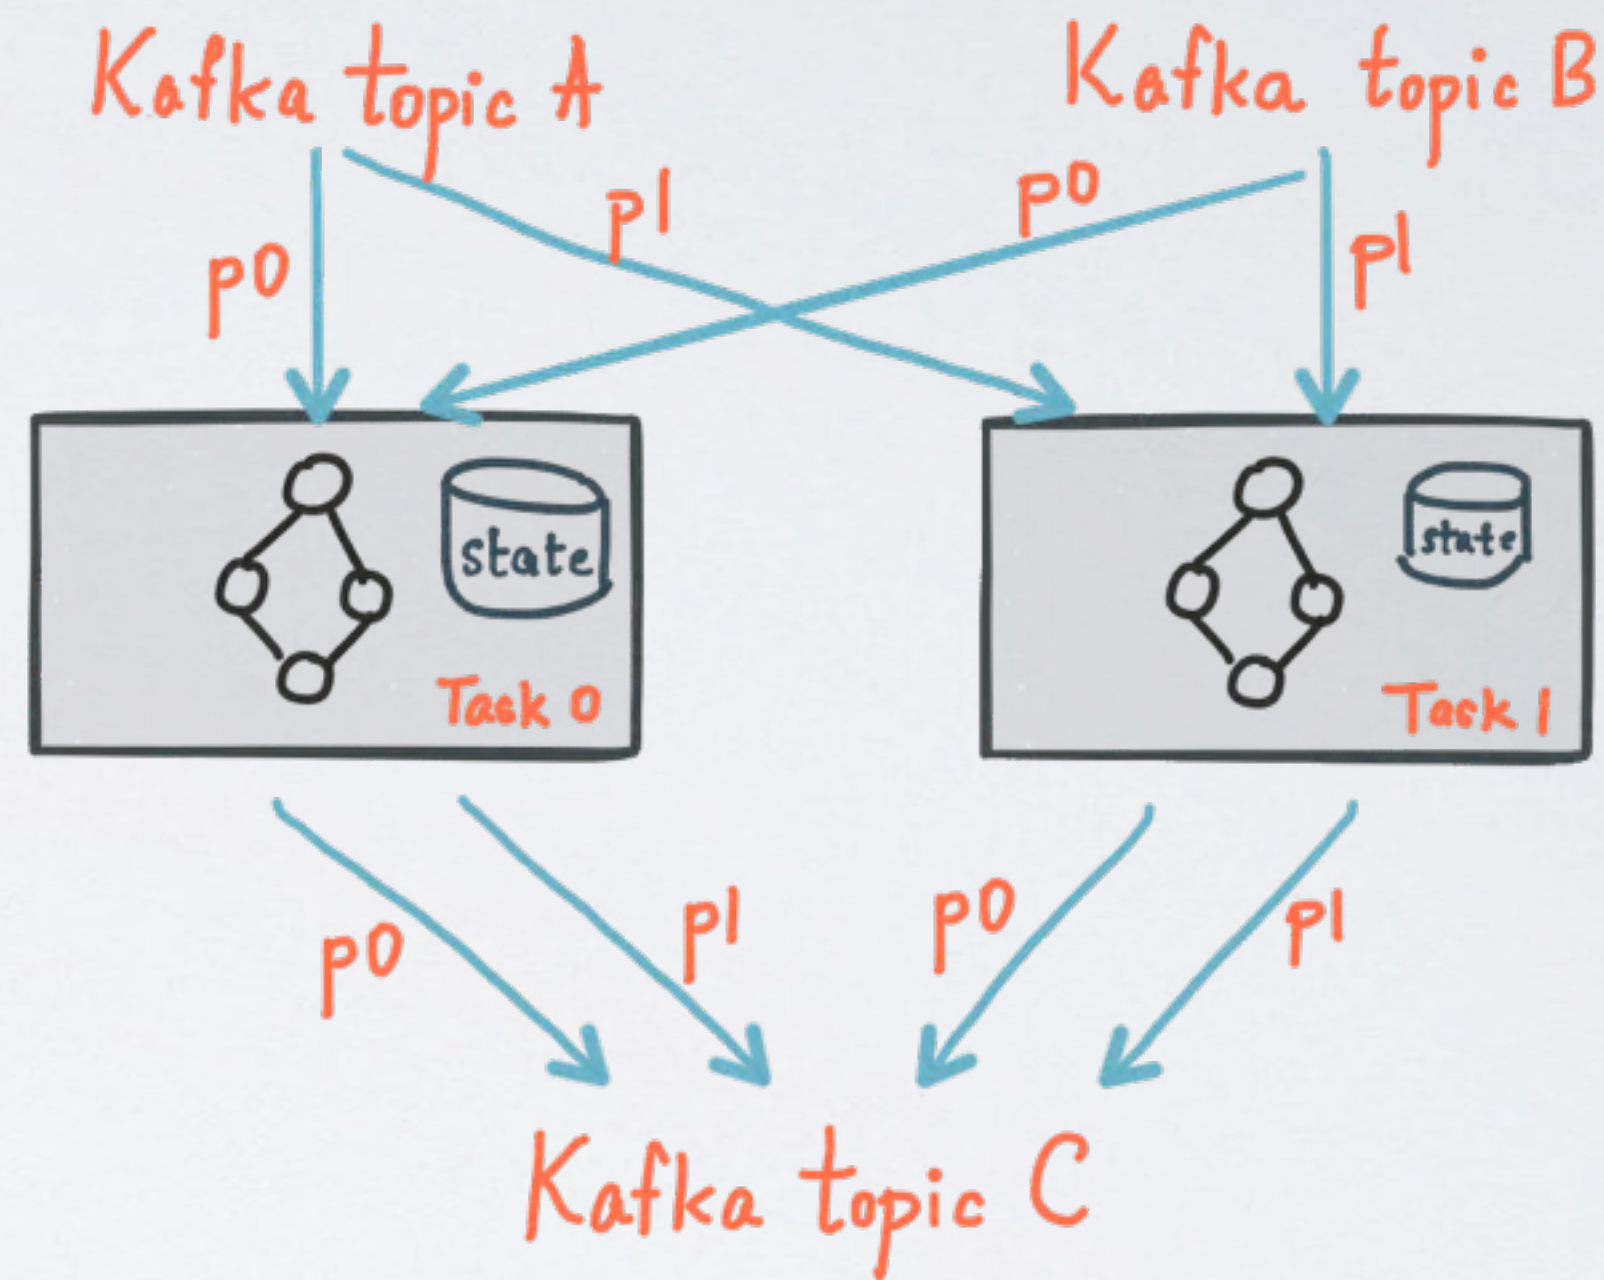 Kafka topic A
Kafka topic B
p0
p1
p0
p1
state
Task 0
state
Task 1
p0
p1
p0
p1
Kafka topic C